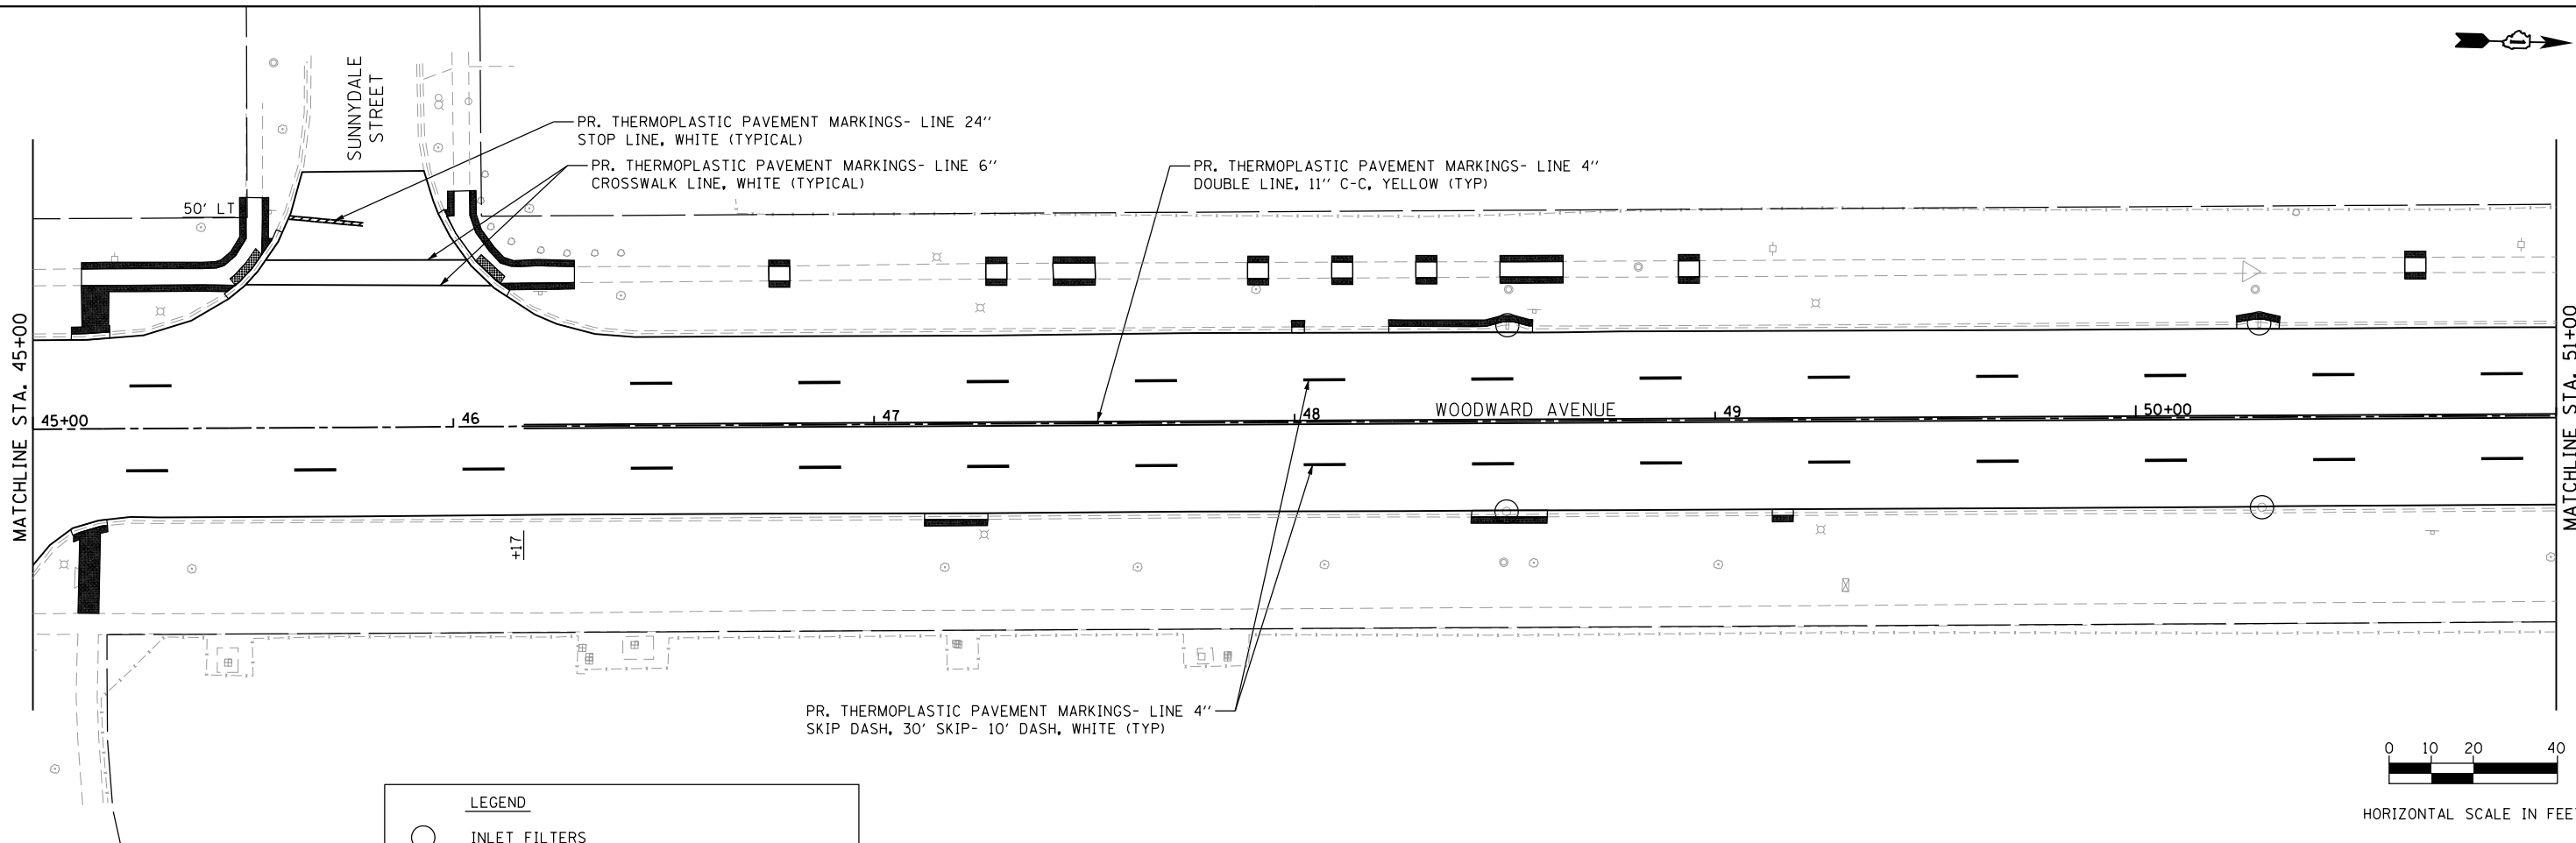 SUNNYDALE
STREET
PR. THERMOPLASTIC PAVEMENT MARKINGS- LINE 24''
STOP LINE, WHITE (TYPICAL)
PR. THERMOPLASTIC PAVEMENT MARKINGS- LINE 6''
CROSSWALK LINE, WHITE (TYPICAL)
PR. THERMOPLASTIC PAVEMENT MARKINGS- LINE 4''
DOUBLE LINE, 11'' C-C, YELLOW (TYP)
50' LT
MATCHLINE STA. 45+00
45+00
46
47
48
WOODWARD AVENUE
49
50+00
MATCHLINE STA. 51+00
+17
PR. THERMOPLASTIC PAVEMENT MARKINGS- LINE 4''
SKIP DASH, 30' SKIP- 10' DASH, WHITE (TYP)
0 10 20 40
HORIZONTAL SCALE IN FEET
LEGEND
INLET FILTERS